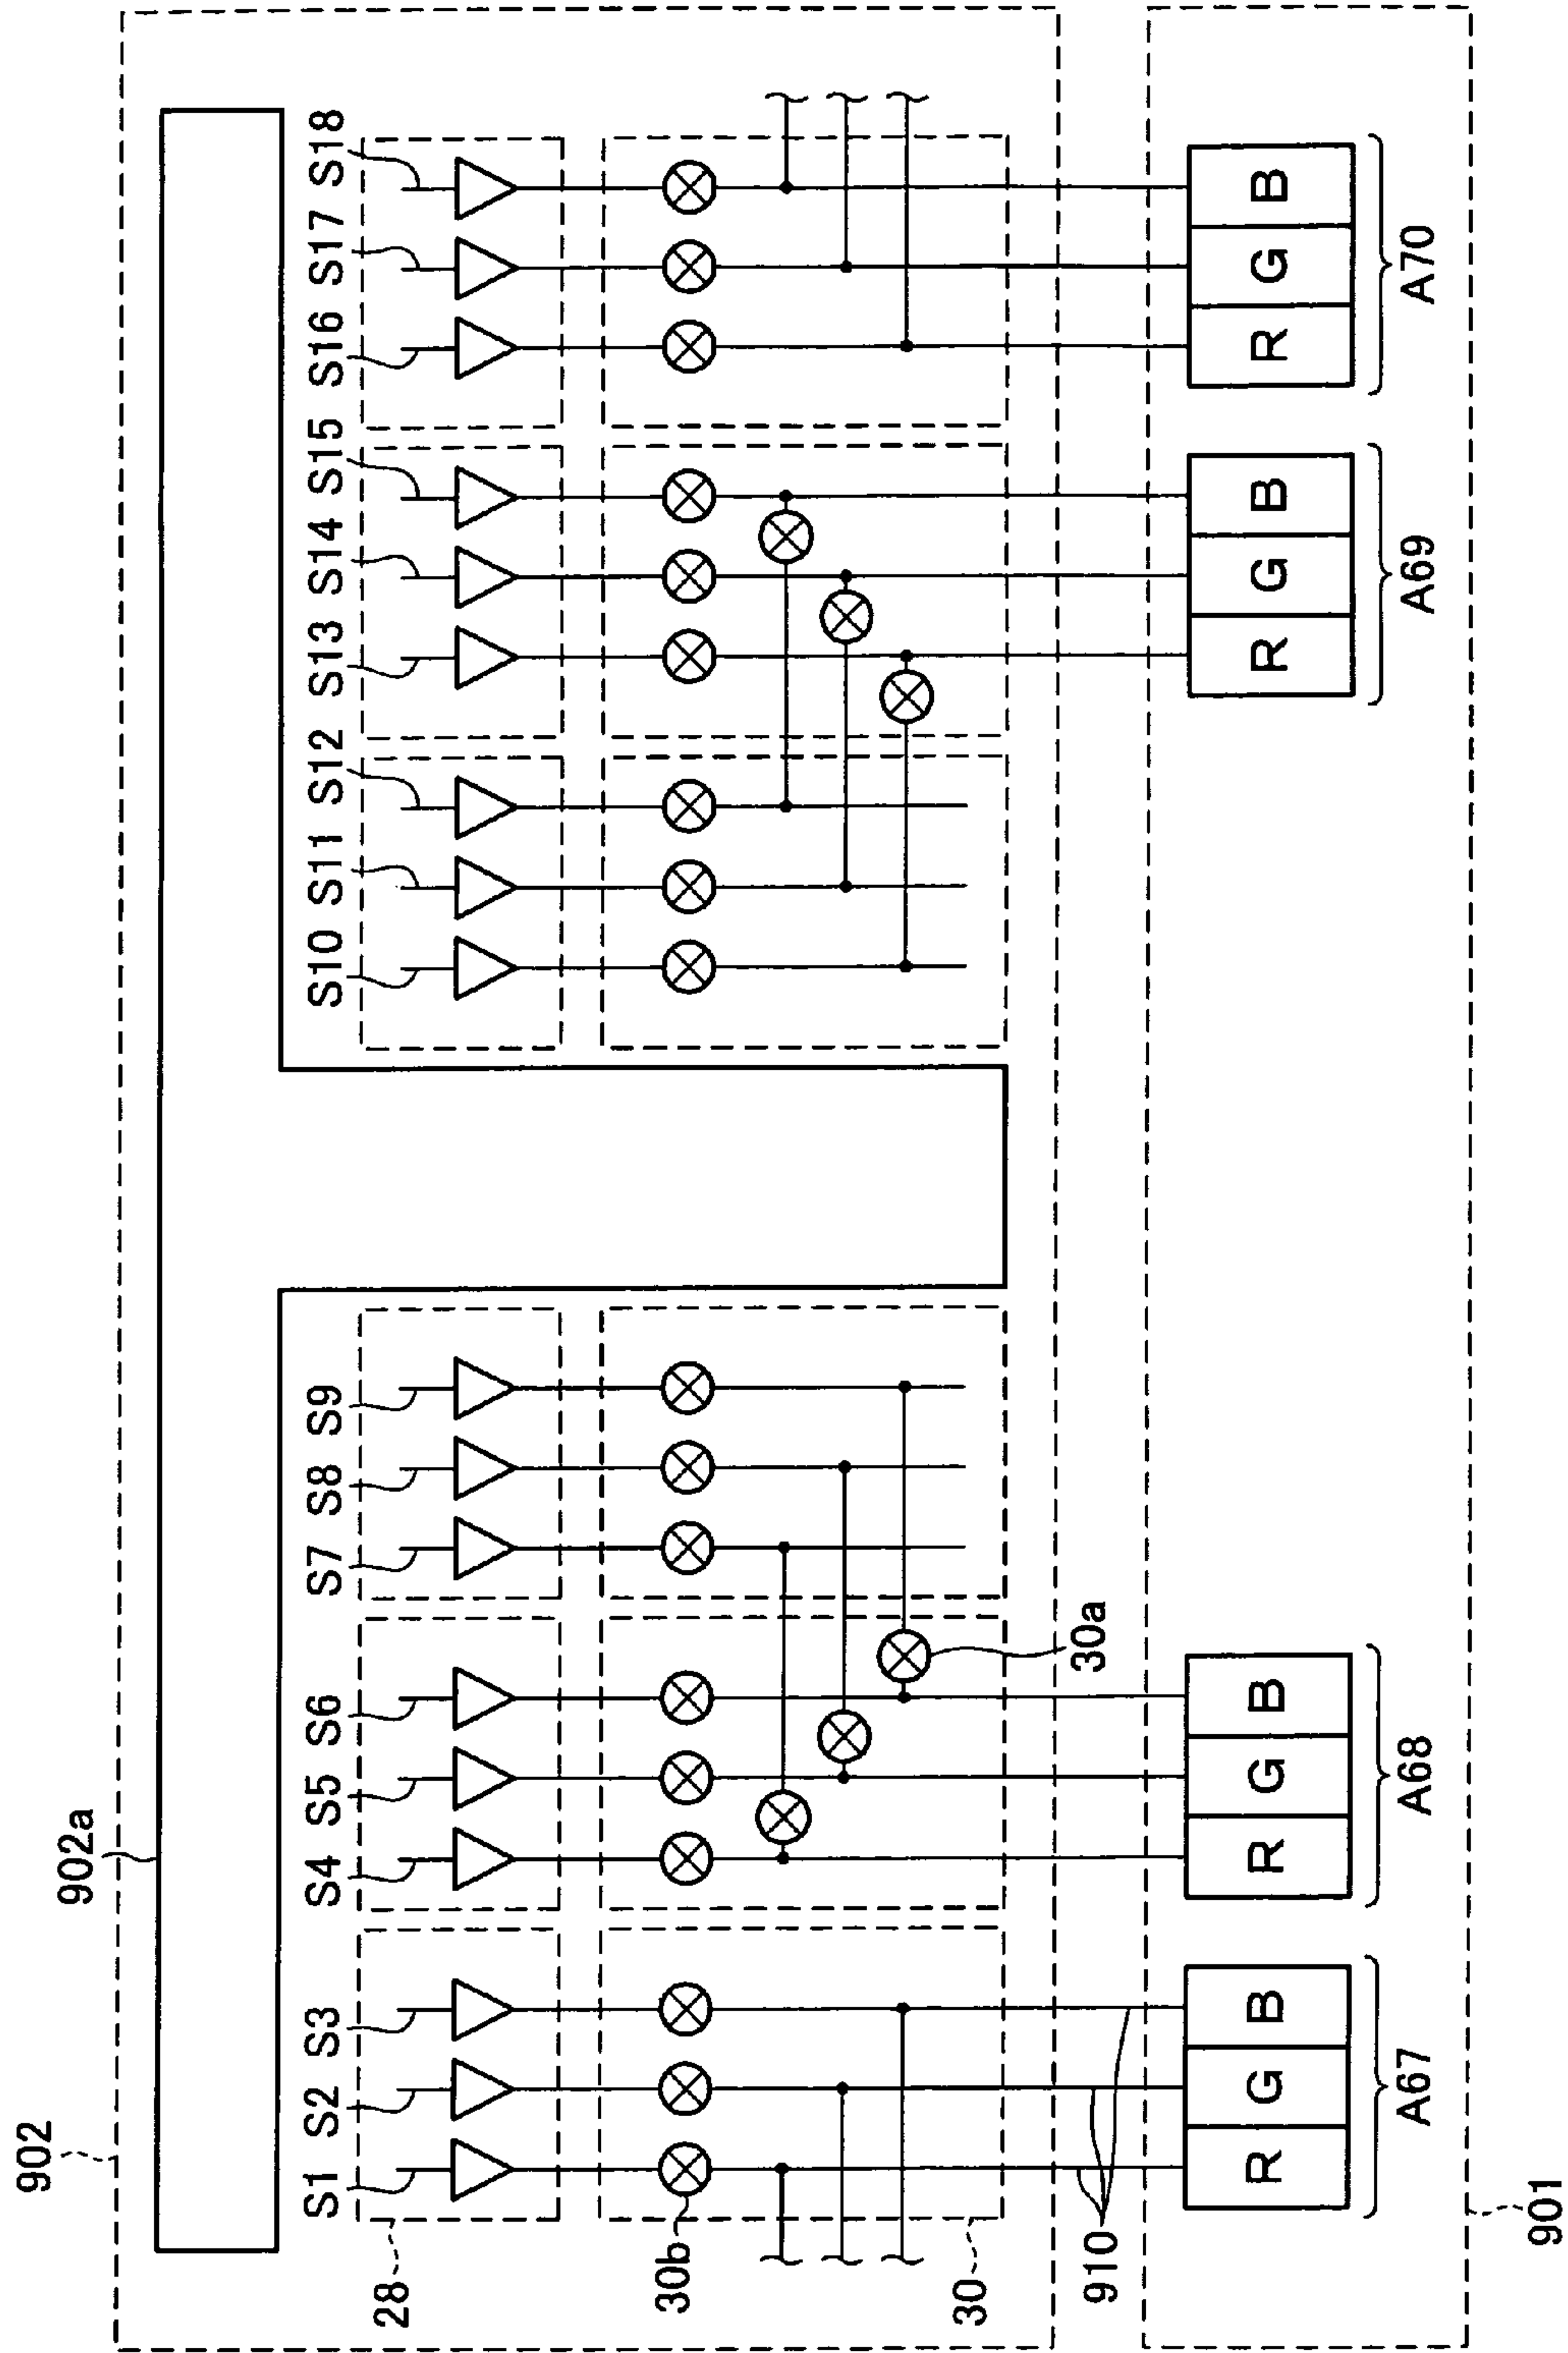 902
902a
S1
S2
S3
S4
S5
S6
S7
S8
S9
S10
S11
S12
S13
S14
S15
S16
S17
S18
28
30b
30
30a
910
R G B
R G B
R G B
R G B
A67
A68
A69
A70
901